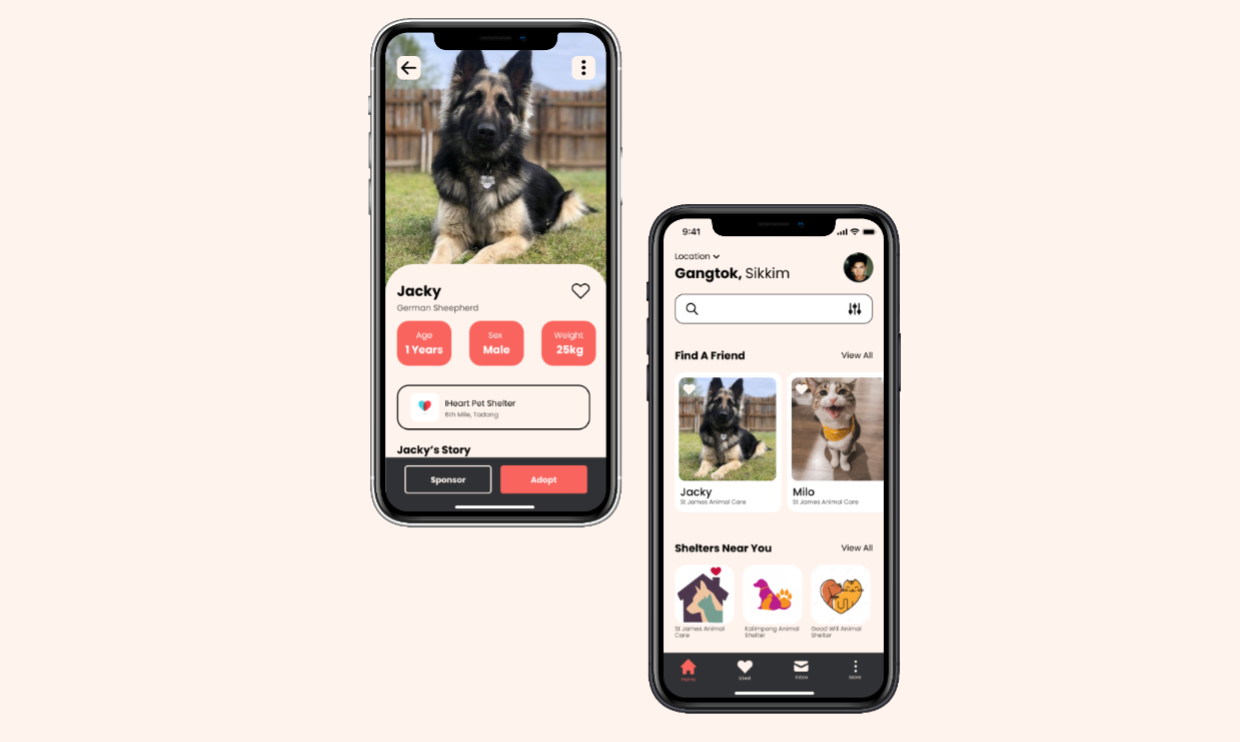 Jacky
German Sheepherd
Age
1 Years
Sex
Male
Weight
25kg
IHeart Pet Shelter
6th Mile, Tadong
Jacky's Story
Sponsor
Adopt
9:41
Location
Gangtok, Sikkim
Find A Friend
View All
Jacky
St James Animal Care
Milo
St James Animal Care
Shelters Near You
View All
St James Animal
Care
Kalimpong Animal
Shelter
Good Will Animal
Shelter
Home
Inbox
More